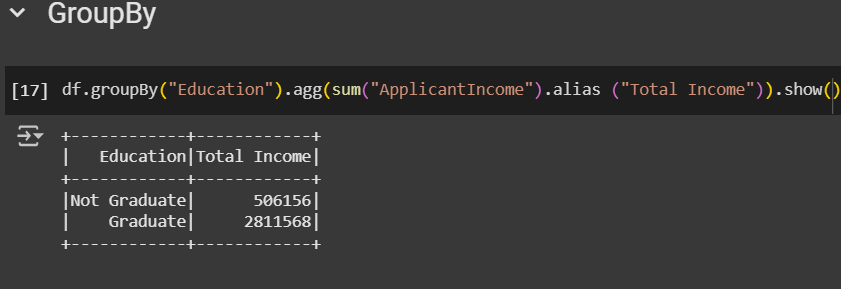 GroupBy
[17] df.groupBy("Education").agg(sum("ApplicantIncome").alias ("Total Income")).show()
+------------+------------+
|   Education|Total Income|
+------------+------------+
|Not Graduate|      506156|
|    Graduate|     2811568|
+------------+------------+